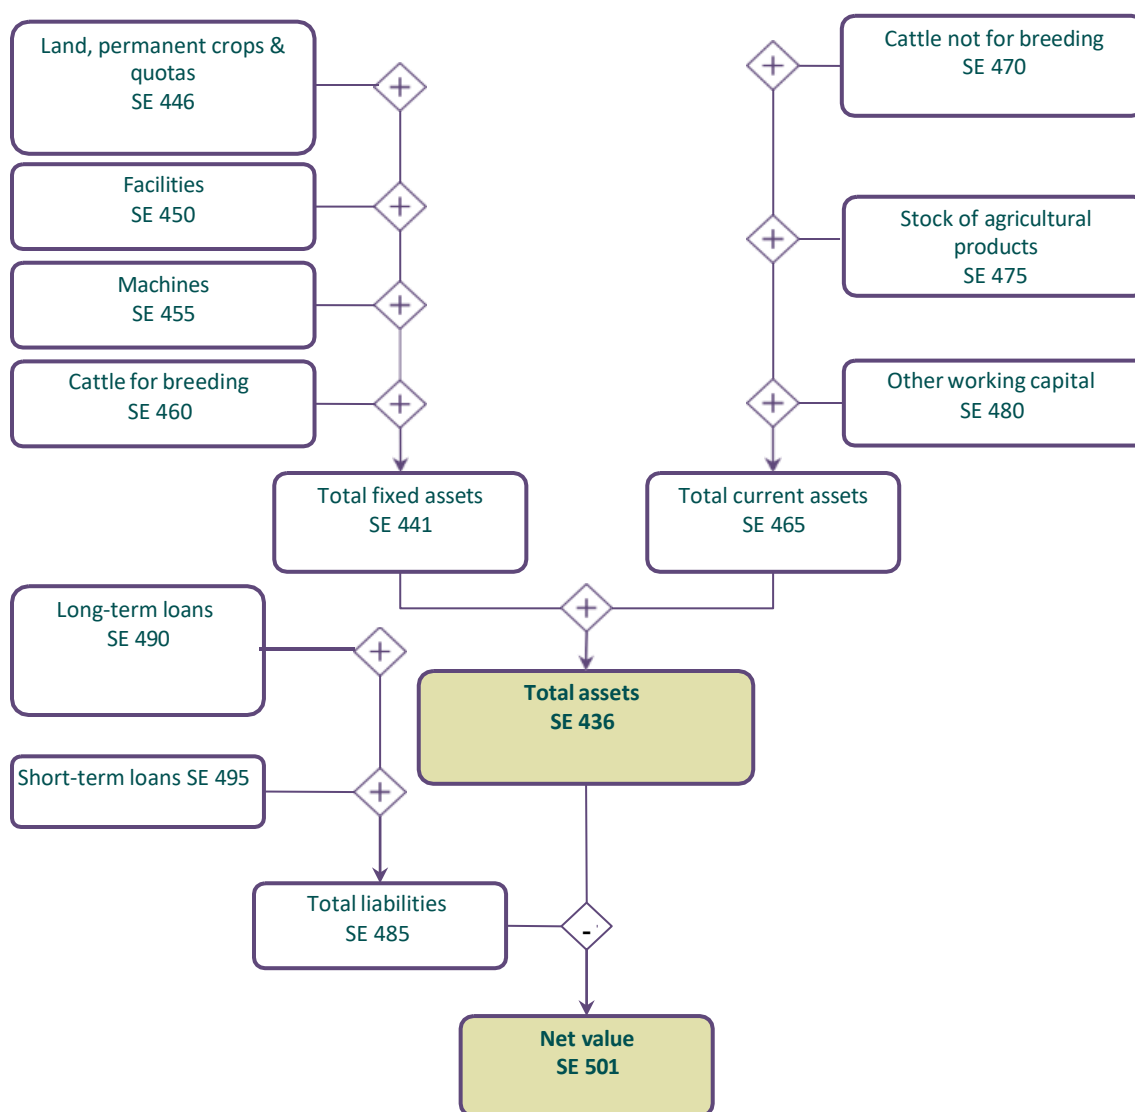 Land, permanent crops &
quotas
SE 446
Cattle not for breeding
SE 470
+
+
Facilities
SE 450
+
Stock of agricultural
products
SE 475
+
Machines
SE 455
+
Cattle for breeding
SE 460
+
Other working capital
SE 480
+
Total fixed assets
SE 441
Total current assets
SE 465
+
Long-term loans
SE 490
+
Total assets
SE 436
Short-term loans SE 495
+
Total liabilities
SE 485
-
Net value
SE 501